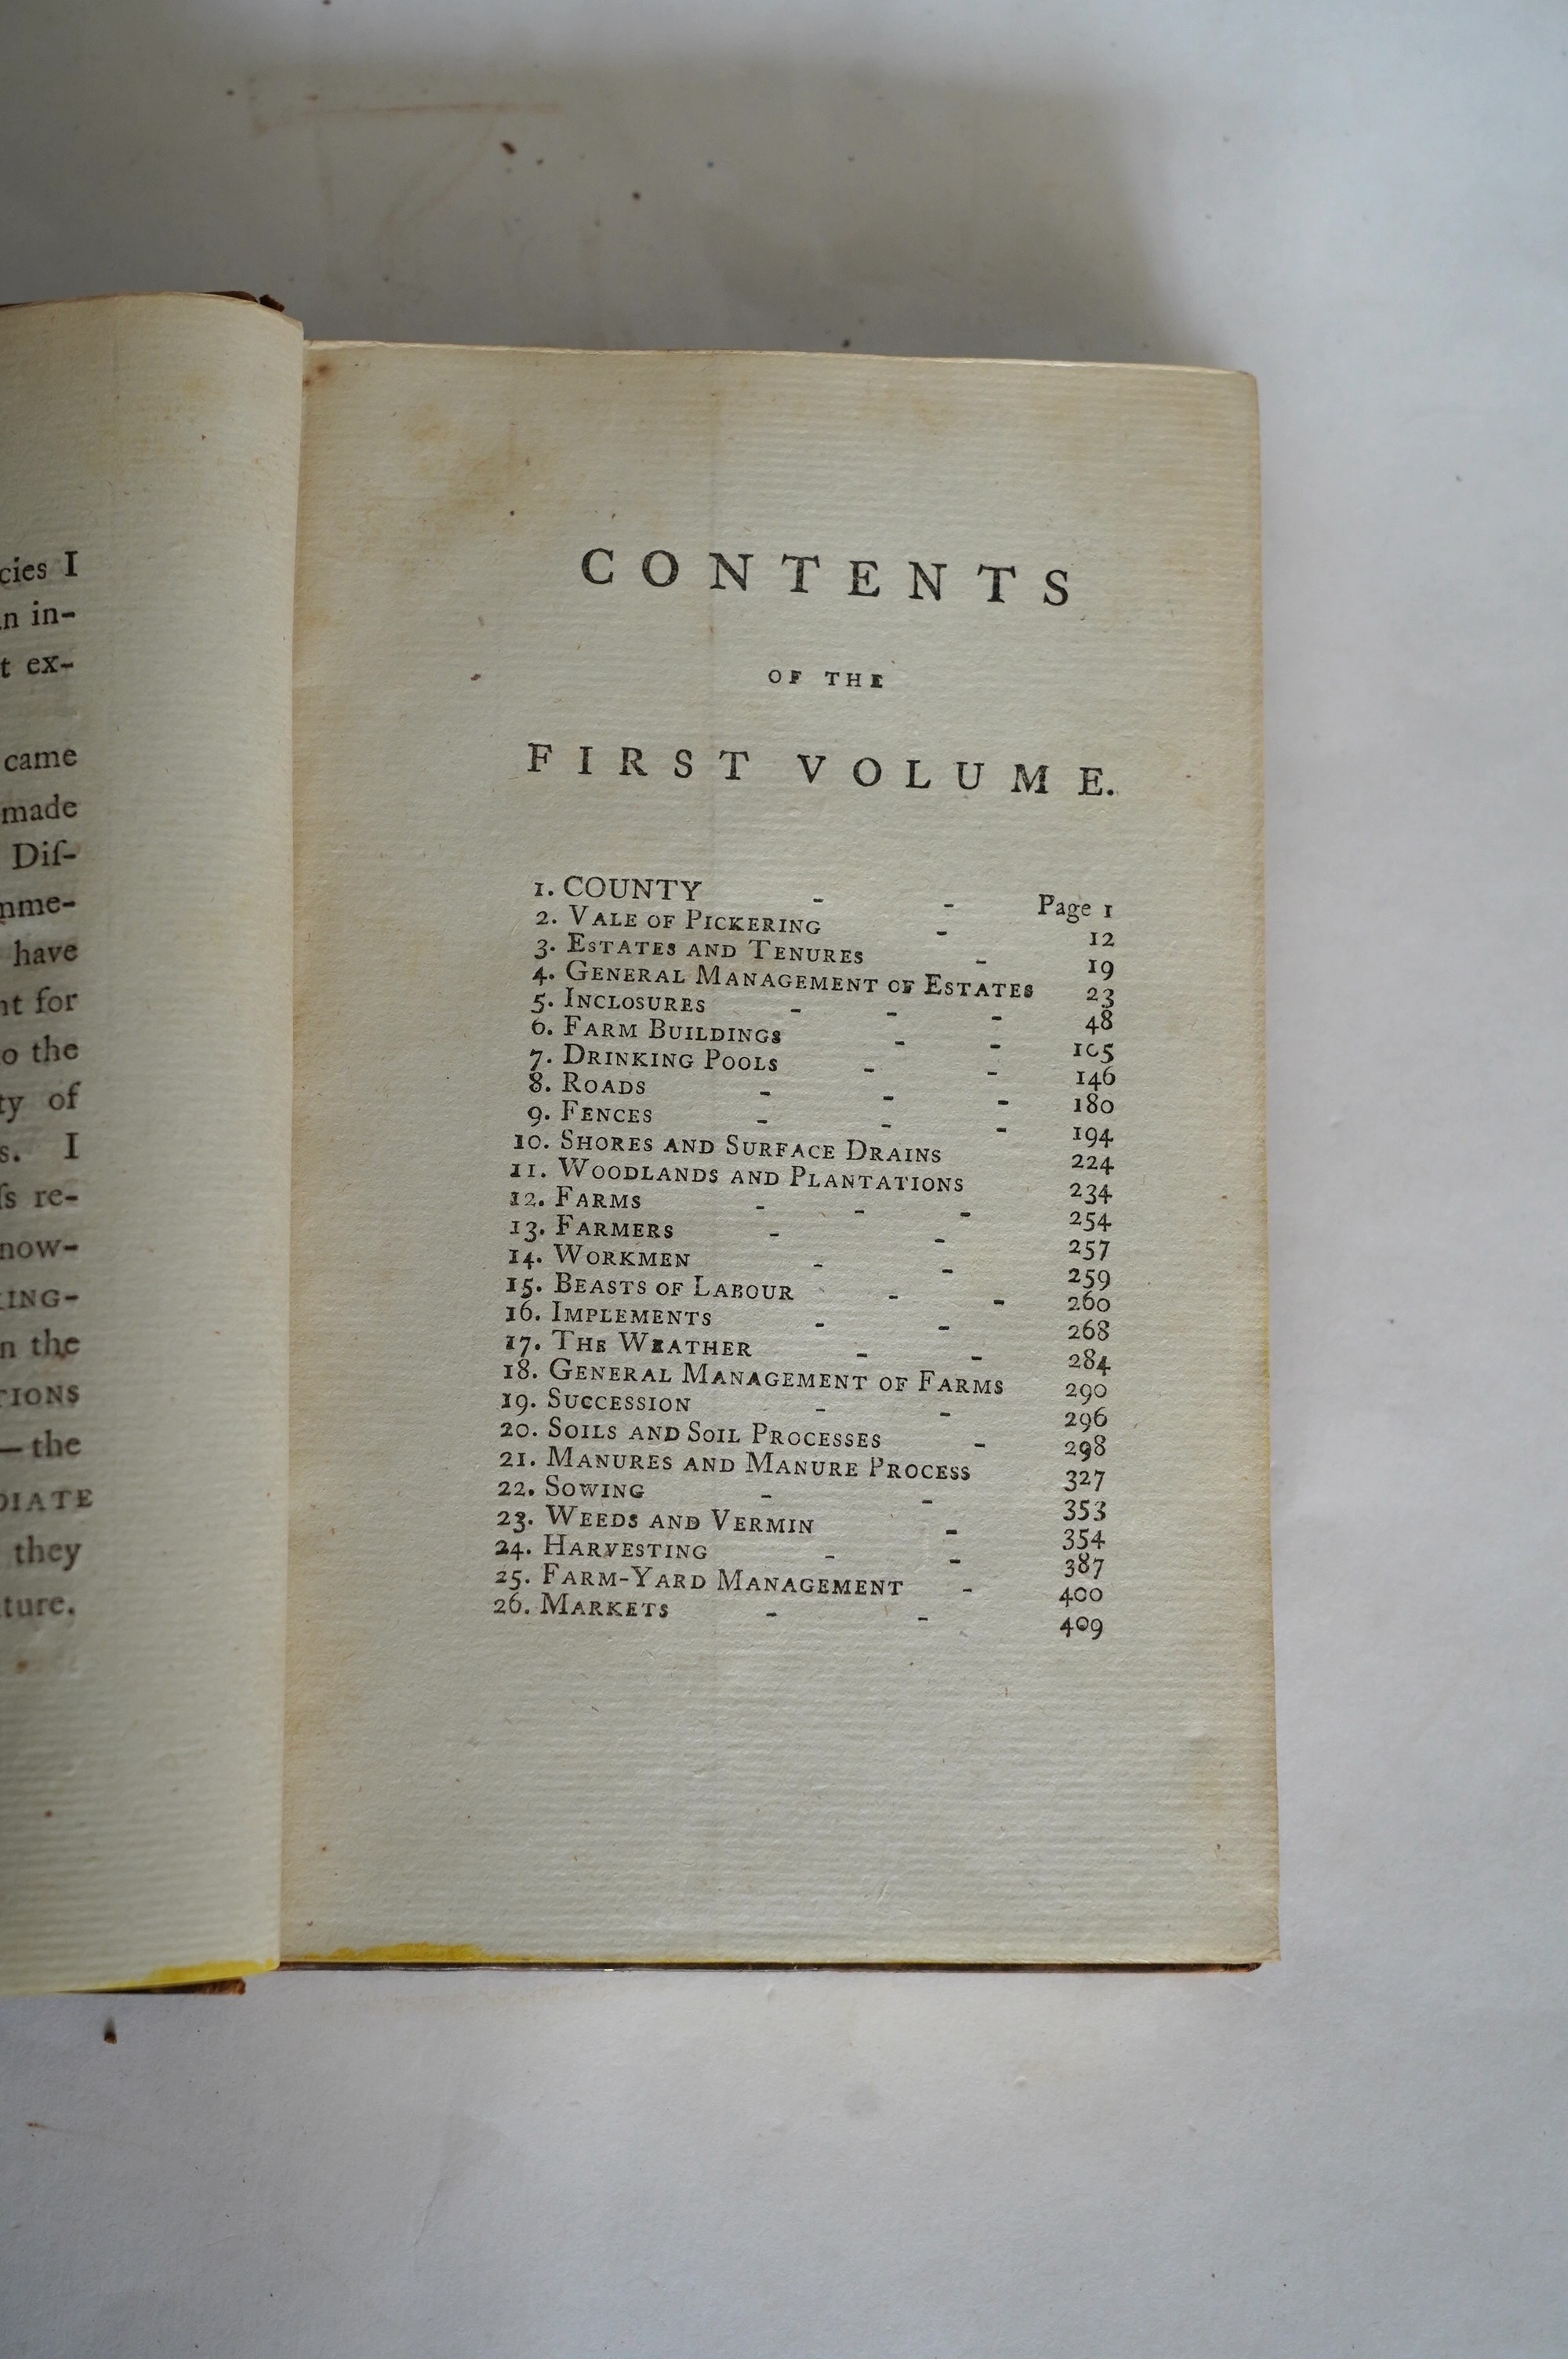 cies I
n in-
t ex-
came
made
Diſ-
mme-
have
nt for
o the
ty of
s. I
ſs re-
now-
ING-
n the
TIONS
—the
DIATE
they
ture.
CONTENTS
OF THE
FIRST VOLUME.
1. COUNTY - - Page 1
2. VALE OF PICKERING - 12
3. ESTATES AND TENURES - 19
4. GENERAL MANAGEMENT OF ESTATES 23
5. INCLOSURES - - - 48
6. FARM BUILDINGS - - 105
7. DRINKING POOLS - - 146
8. ROADS - - - 180
9. FENCES - - - 194
10. SHORES AND SURFACE DRAINS 224
11. WOODLANDS AND PLANTATIONS 234
12. FARMS - - - 254
13. FARMERS - - 257
14. WORKMEN - - 259
15. BEASTS OF LABOUR - - 260
16. IMPLEMENTS - - 268
17. THE WEATHER - - 284
18. GENERAL MANAGEMENT OF FARMS 290
19. SUCCESSION - - 296
20. SOILS AND SOIL PROCESSES - 298
21. MANURES AND MANURE PROCESS 327
22. SOWING - - 353
23. WEEDS AND VERMIN - 354
24. HARVESTING - - 387
25. FARM-YARD MANAGEMENT - 400
26. MARKETS - - 409